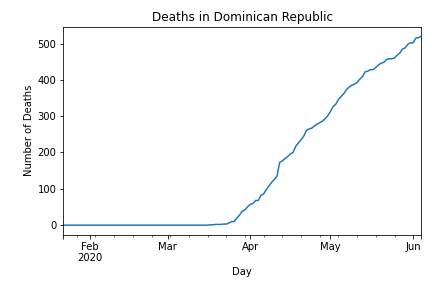 Deaths in Dominican Republic
500
400
300
200
100
0
Number of Deaths
Feb Mar Apr May Jun
2020
Day